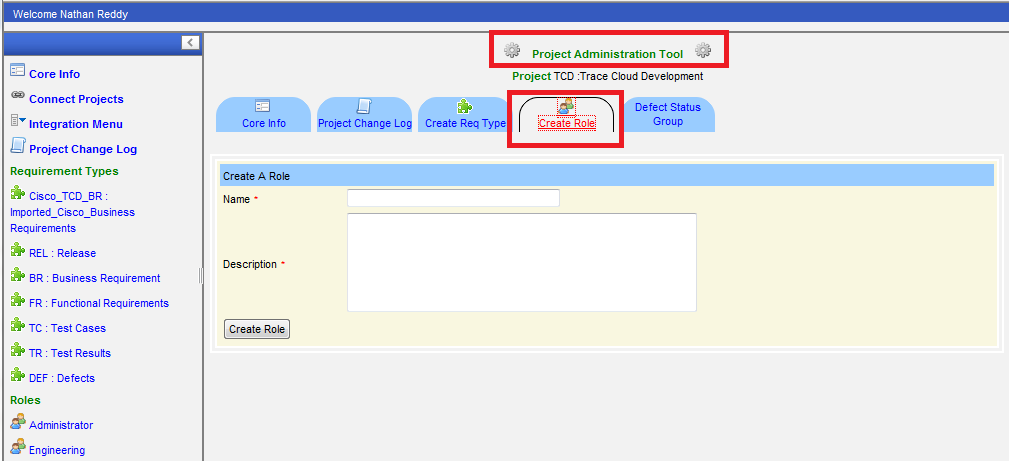 Welcome Nathan Reddy
<
Core Info
Connect Projects
Integration Menu
Project Change Log
Requirement Types
Cisco_TCD_BR :
Imported_Cisco_Business
Requirements
REL : Release
BR : Business Requirement
FR : Functional Requirements
TC : Test Cases
TR : Test Results
DEF : Defects
Roles
Administrator
Engineering
Project Administration Tool
Project TCD :Trace Cloud Development
Core Info
Project Change Log
Create Req Type
Create Role
Defect Status
Group
Create A Role
Name *
Description *
Create Role